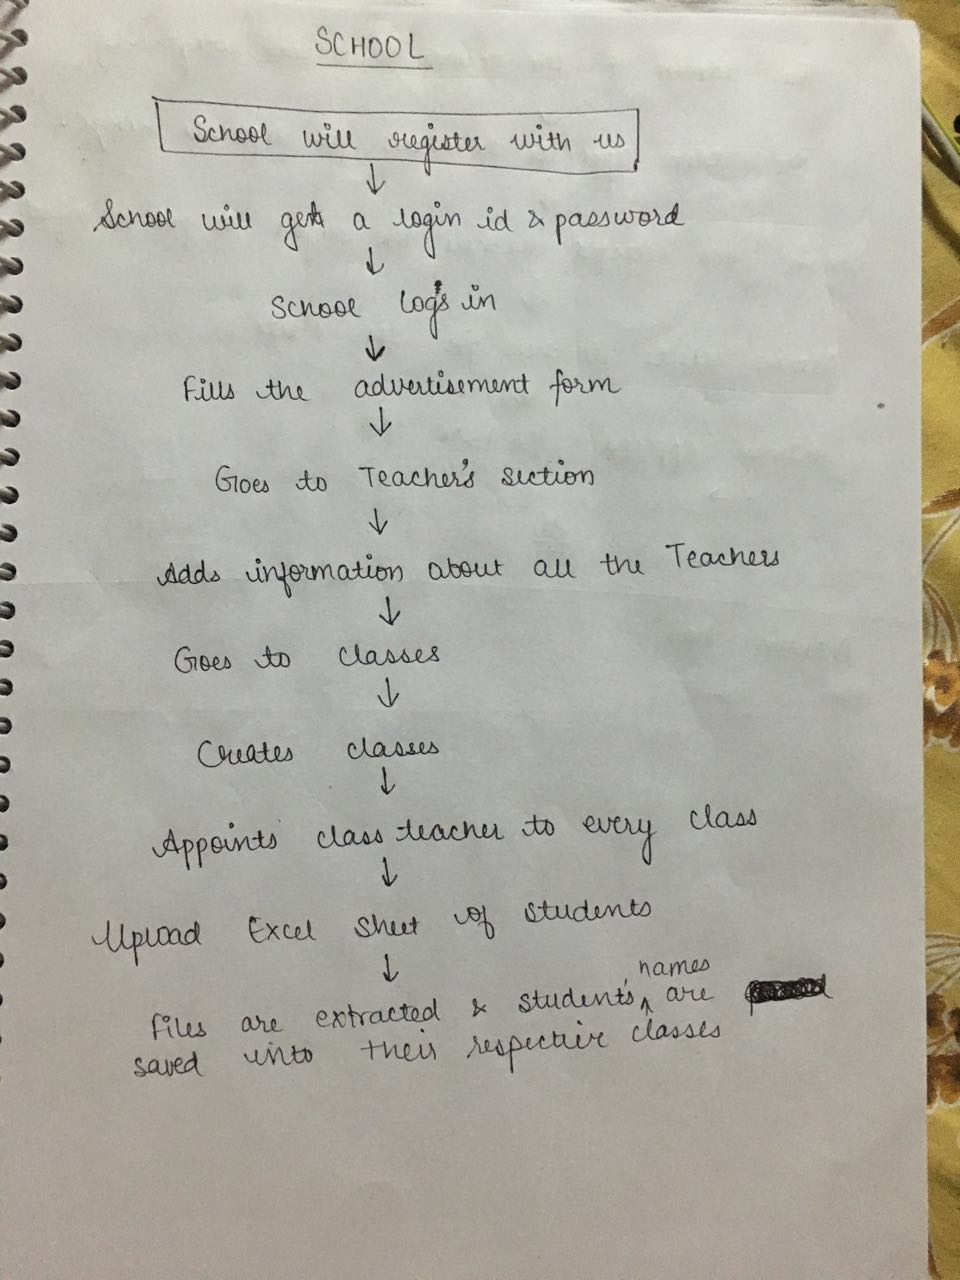 SCHOOL
School will register with us
↓
School will get a login id & password
↓
School logs in
↓
Fills the advertisement form
↓
Goes to Teacher's section
↓
Adds information about all the Teachers
↓
Goes to classes
↓
Creates classes
↓
Appoints class teacher to every class
↓
Upload Excel Sheet of students
↓
names
files are extracted & students' ^ are
saved into their respective classes